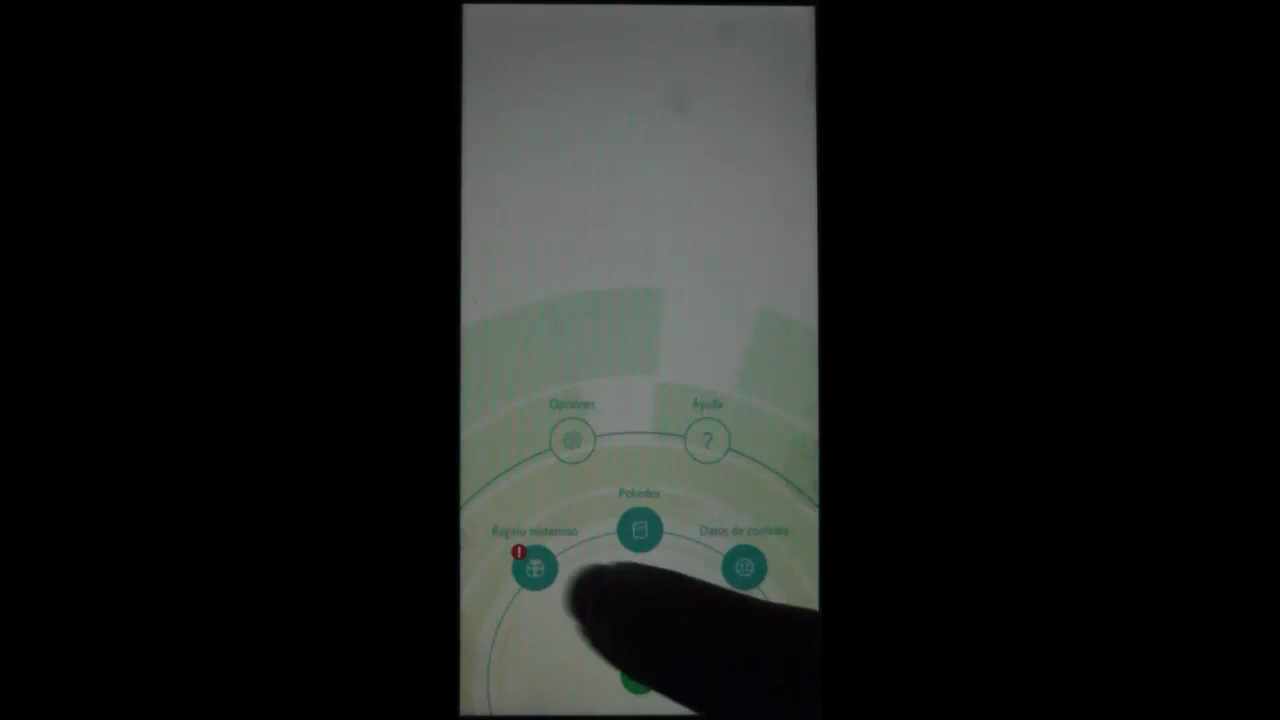 Opciones
Ayuda
Pokédex
Regalo misterioso
Datos de combate